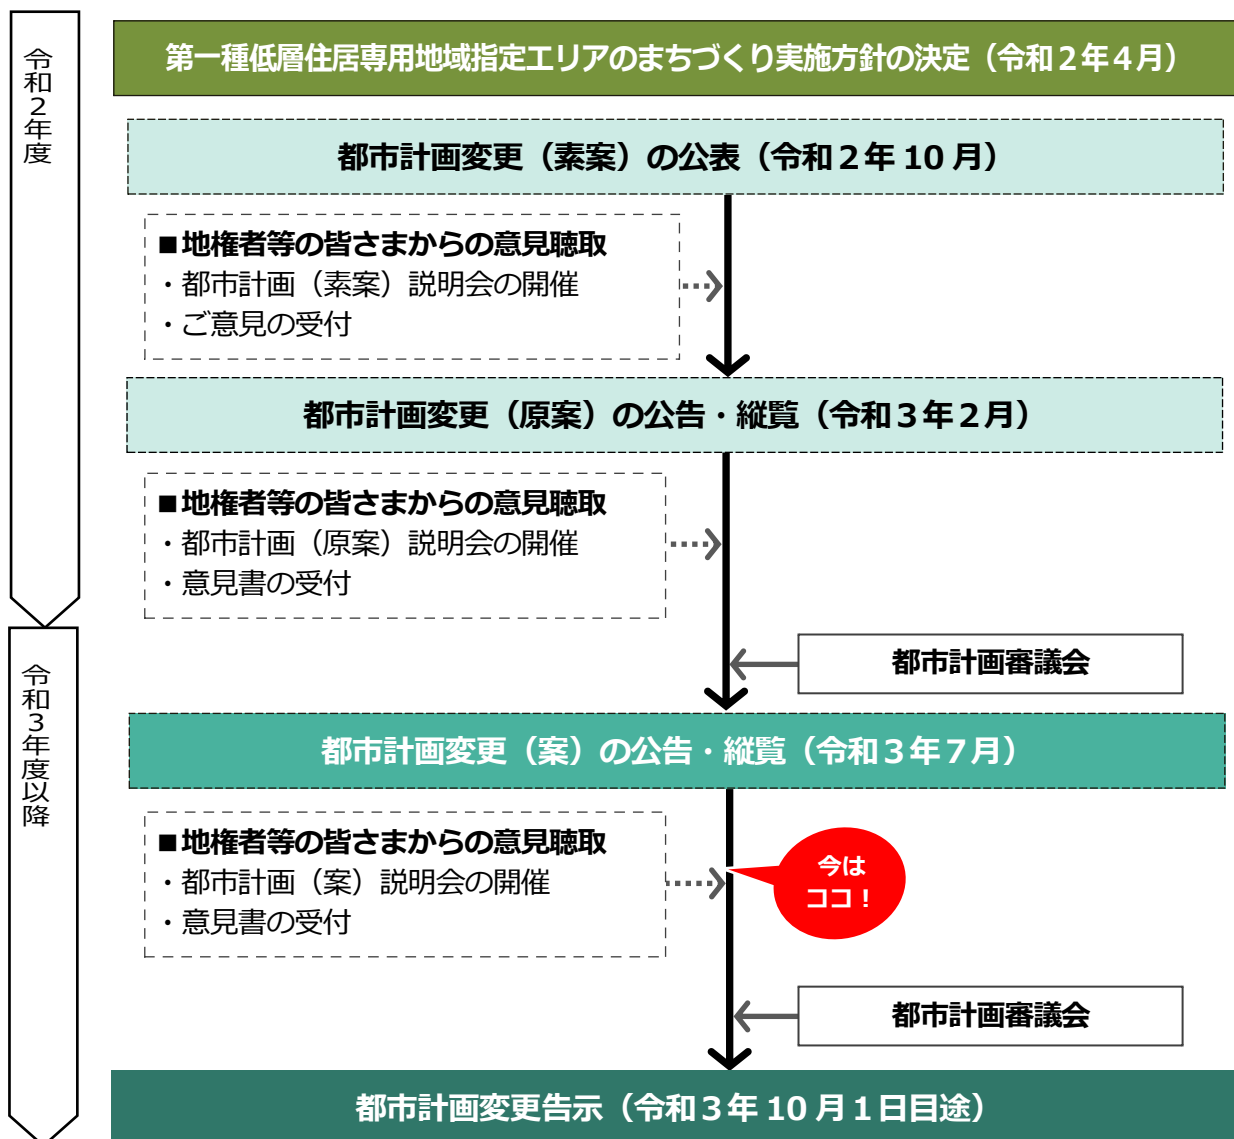 令和２年度
第一種低層住居専用地域指定エリアのまちづくり実施方針の決定（令和２年４月）
都市計画変更（素案）の公表（令和２年 10 月）
■地権者等の皆さまからの意見聴取
・都市計画（素案）説明会の開催
・ご意見の受付
都市計画変更（原案）の公告・縦覧（令和３年２月）
■地権者等の皆さまからの意見聴取
・都市計画（原案）説明会の開催
・意見書の受付
令和３年度以降
都市計画審議会
都市計画変更（案）の公告・縦覧（令和３年７月）
■地権者等の皆さまからの意見聴取
・都市計画（案）説明会の開催
・意見書の受付
今は
ココ！
都市計画審議会
都市計画変更告示（令和３年 10 月１日目途）